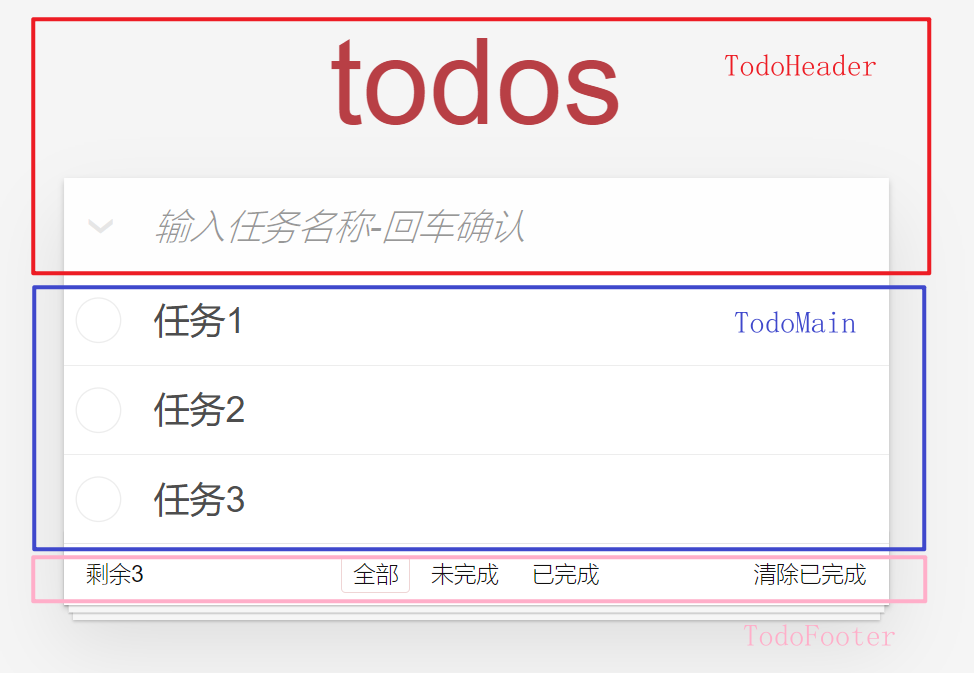 todos
TodoHeader
输入任务名称-回车确认
任务1
TodoMain
任务2
任务3
剩余3 全部 未完成 已完成 清除已完成
TodoFooter